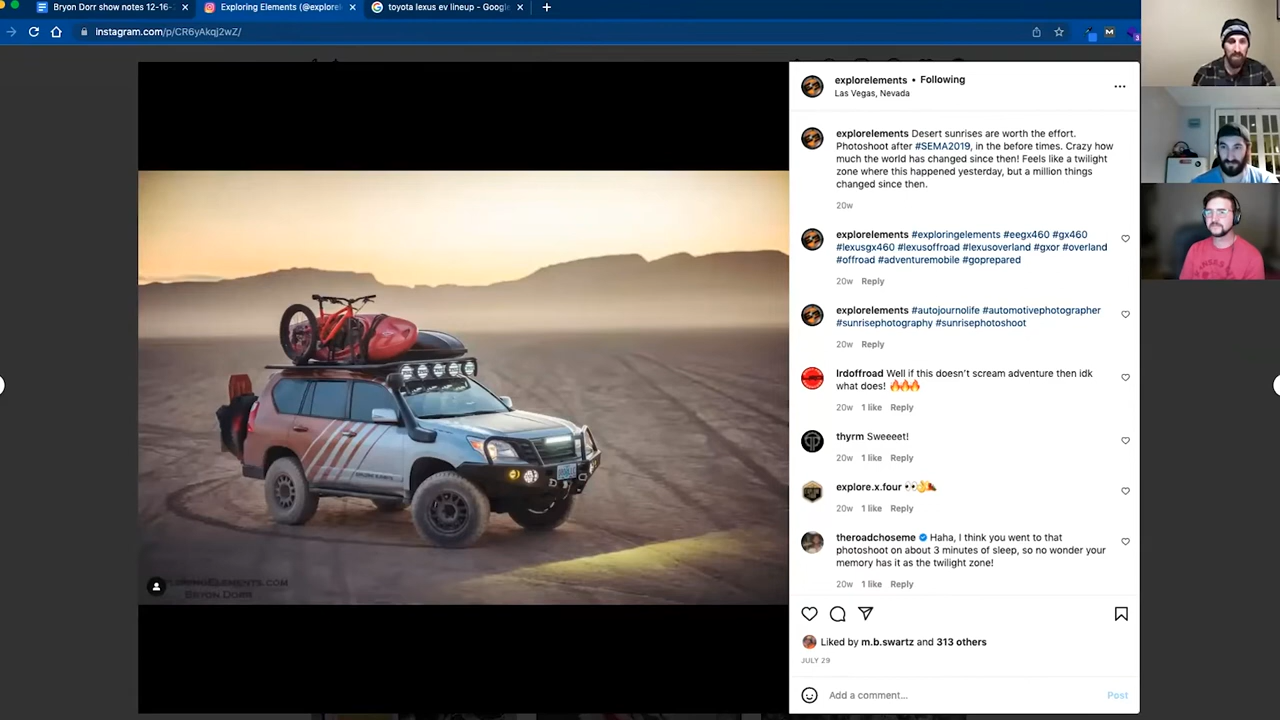 Bryon Dorr show notes 12-16-
Exploring Elements (@explorel
toyota lexus ev lineup - Google
instagram.com/p/CR6yAkqJ2wZ/
explorelements • Following
Las Vegas, Nevada
explorelements Desert sunrises are worth the effort.
Photoshoot after #SEMA2019, in the before times. Crazy how
much the world has changed since then! Feels like a twilight
zone where this happened yesterday, but a million things
changed since then.
20w
explorelements #exploringelements #eegx460 #gx460
#lexusgx460 #lexusoffroad #lexusoverland #gxor #overland
#offroad #adventuremobile #goprepared
20w Reply
explorelements #autojournolife #automotivephotographer
#sunrisephotography #sunrisephotoshoot
20w Reply
lrdoffroad Well if this doesn't scream adventure then idk
what does! 🔥🔥🔥
20w 1 like Reply
thyrm Sweeeet!
20w 1 like Reply
explore.x.four
20w 1 like Reply
theroadchoseme Haha, I think you went to that
photoshoot on about 3 minutes of sleep, so no wonder your
memory has it as the twilight zone!
20w 1 like Reply
Liked by m.b.swartz and 313 others
JULY 29
Add a comment...
Post
BRYON DORR